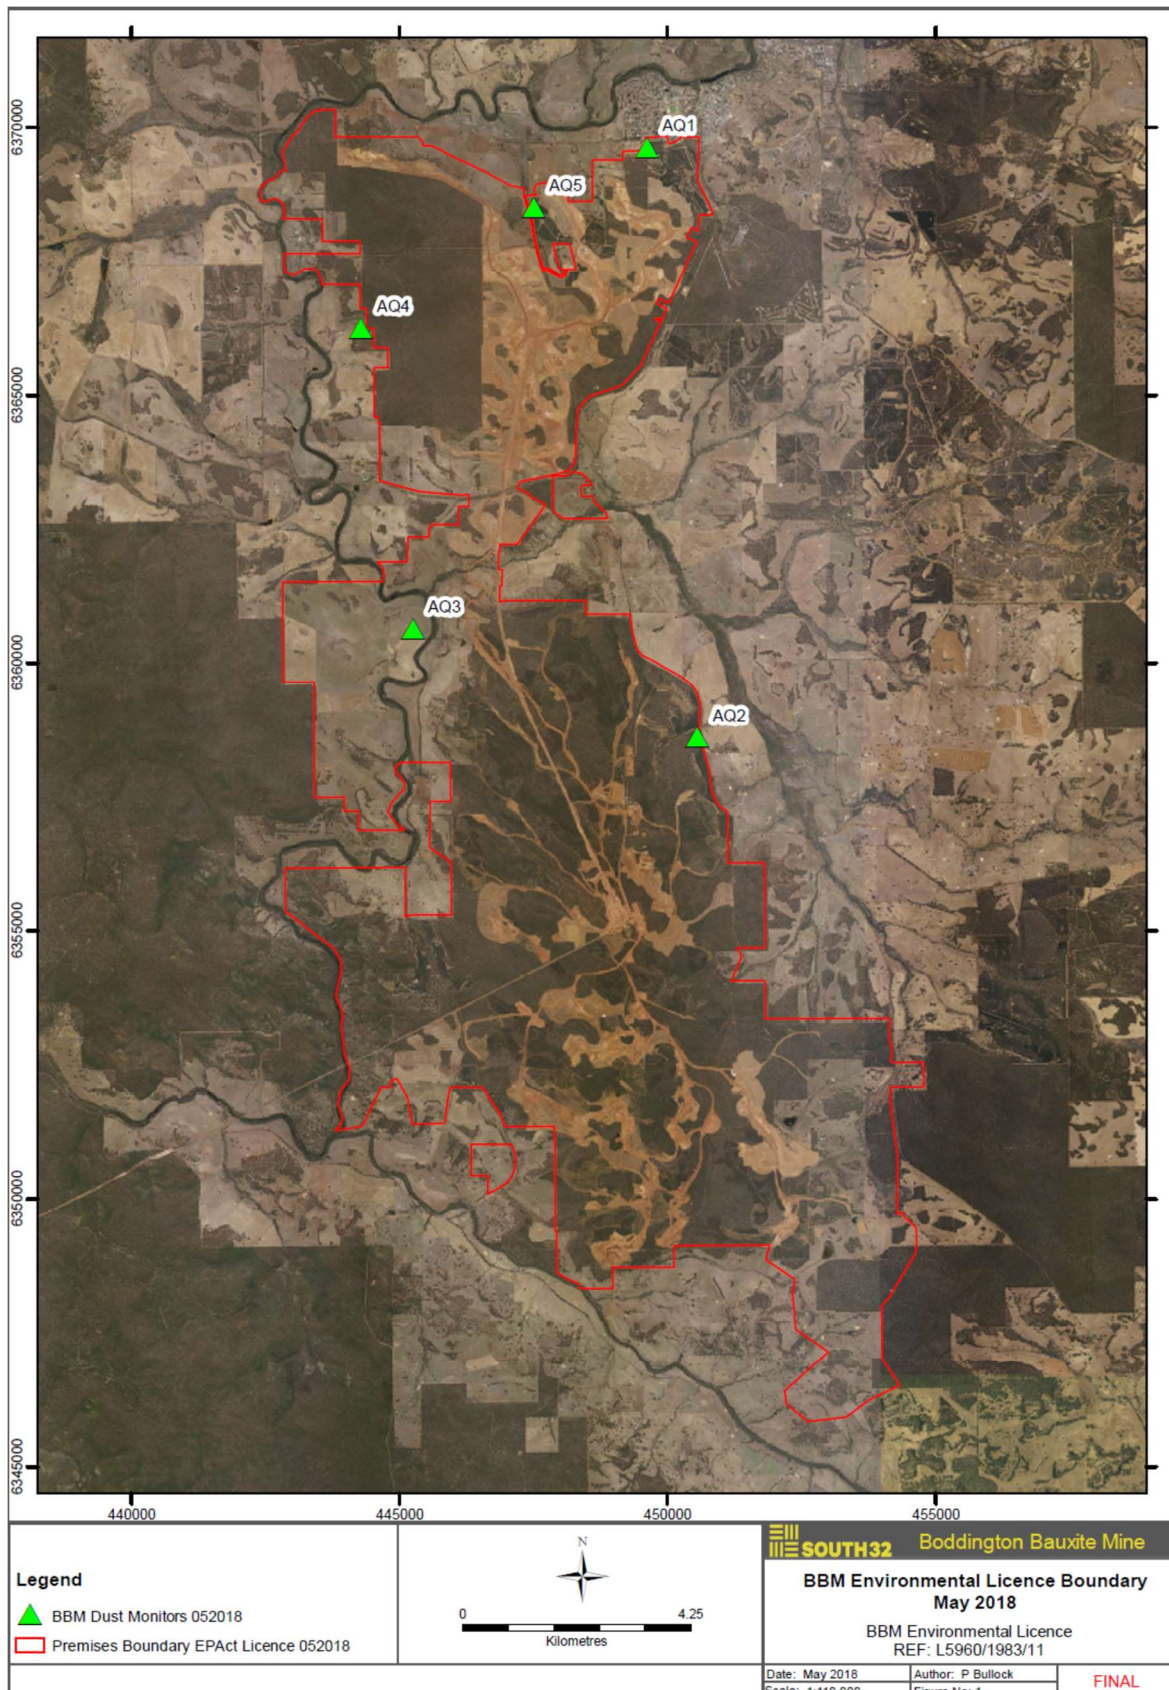 AQ1
AQ5
AQ4
AQ3
AQ2
6370000
6365000
6360000
6355000
6350000
6345000
440000
445000
450000
455000
Legend
BBM Dust Monitors 052018
Premises Boundary EPAct Licence 052018
N
0 4.25
Kilometres
SOUTH32 Boddington Bauxite Mine
BBM Environmental Licence Boundary
May 2018
BBM Environmental Licence
REF: L5960/1983/11
Date: May 2018 Author: P Bullock
FINAL